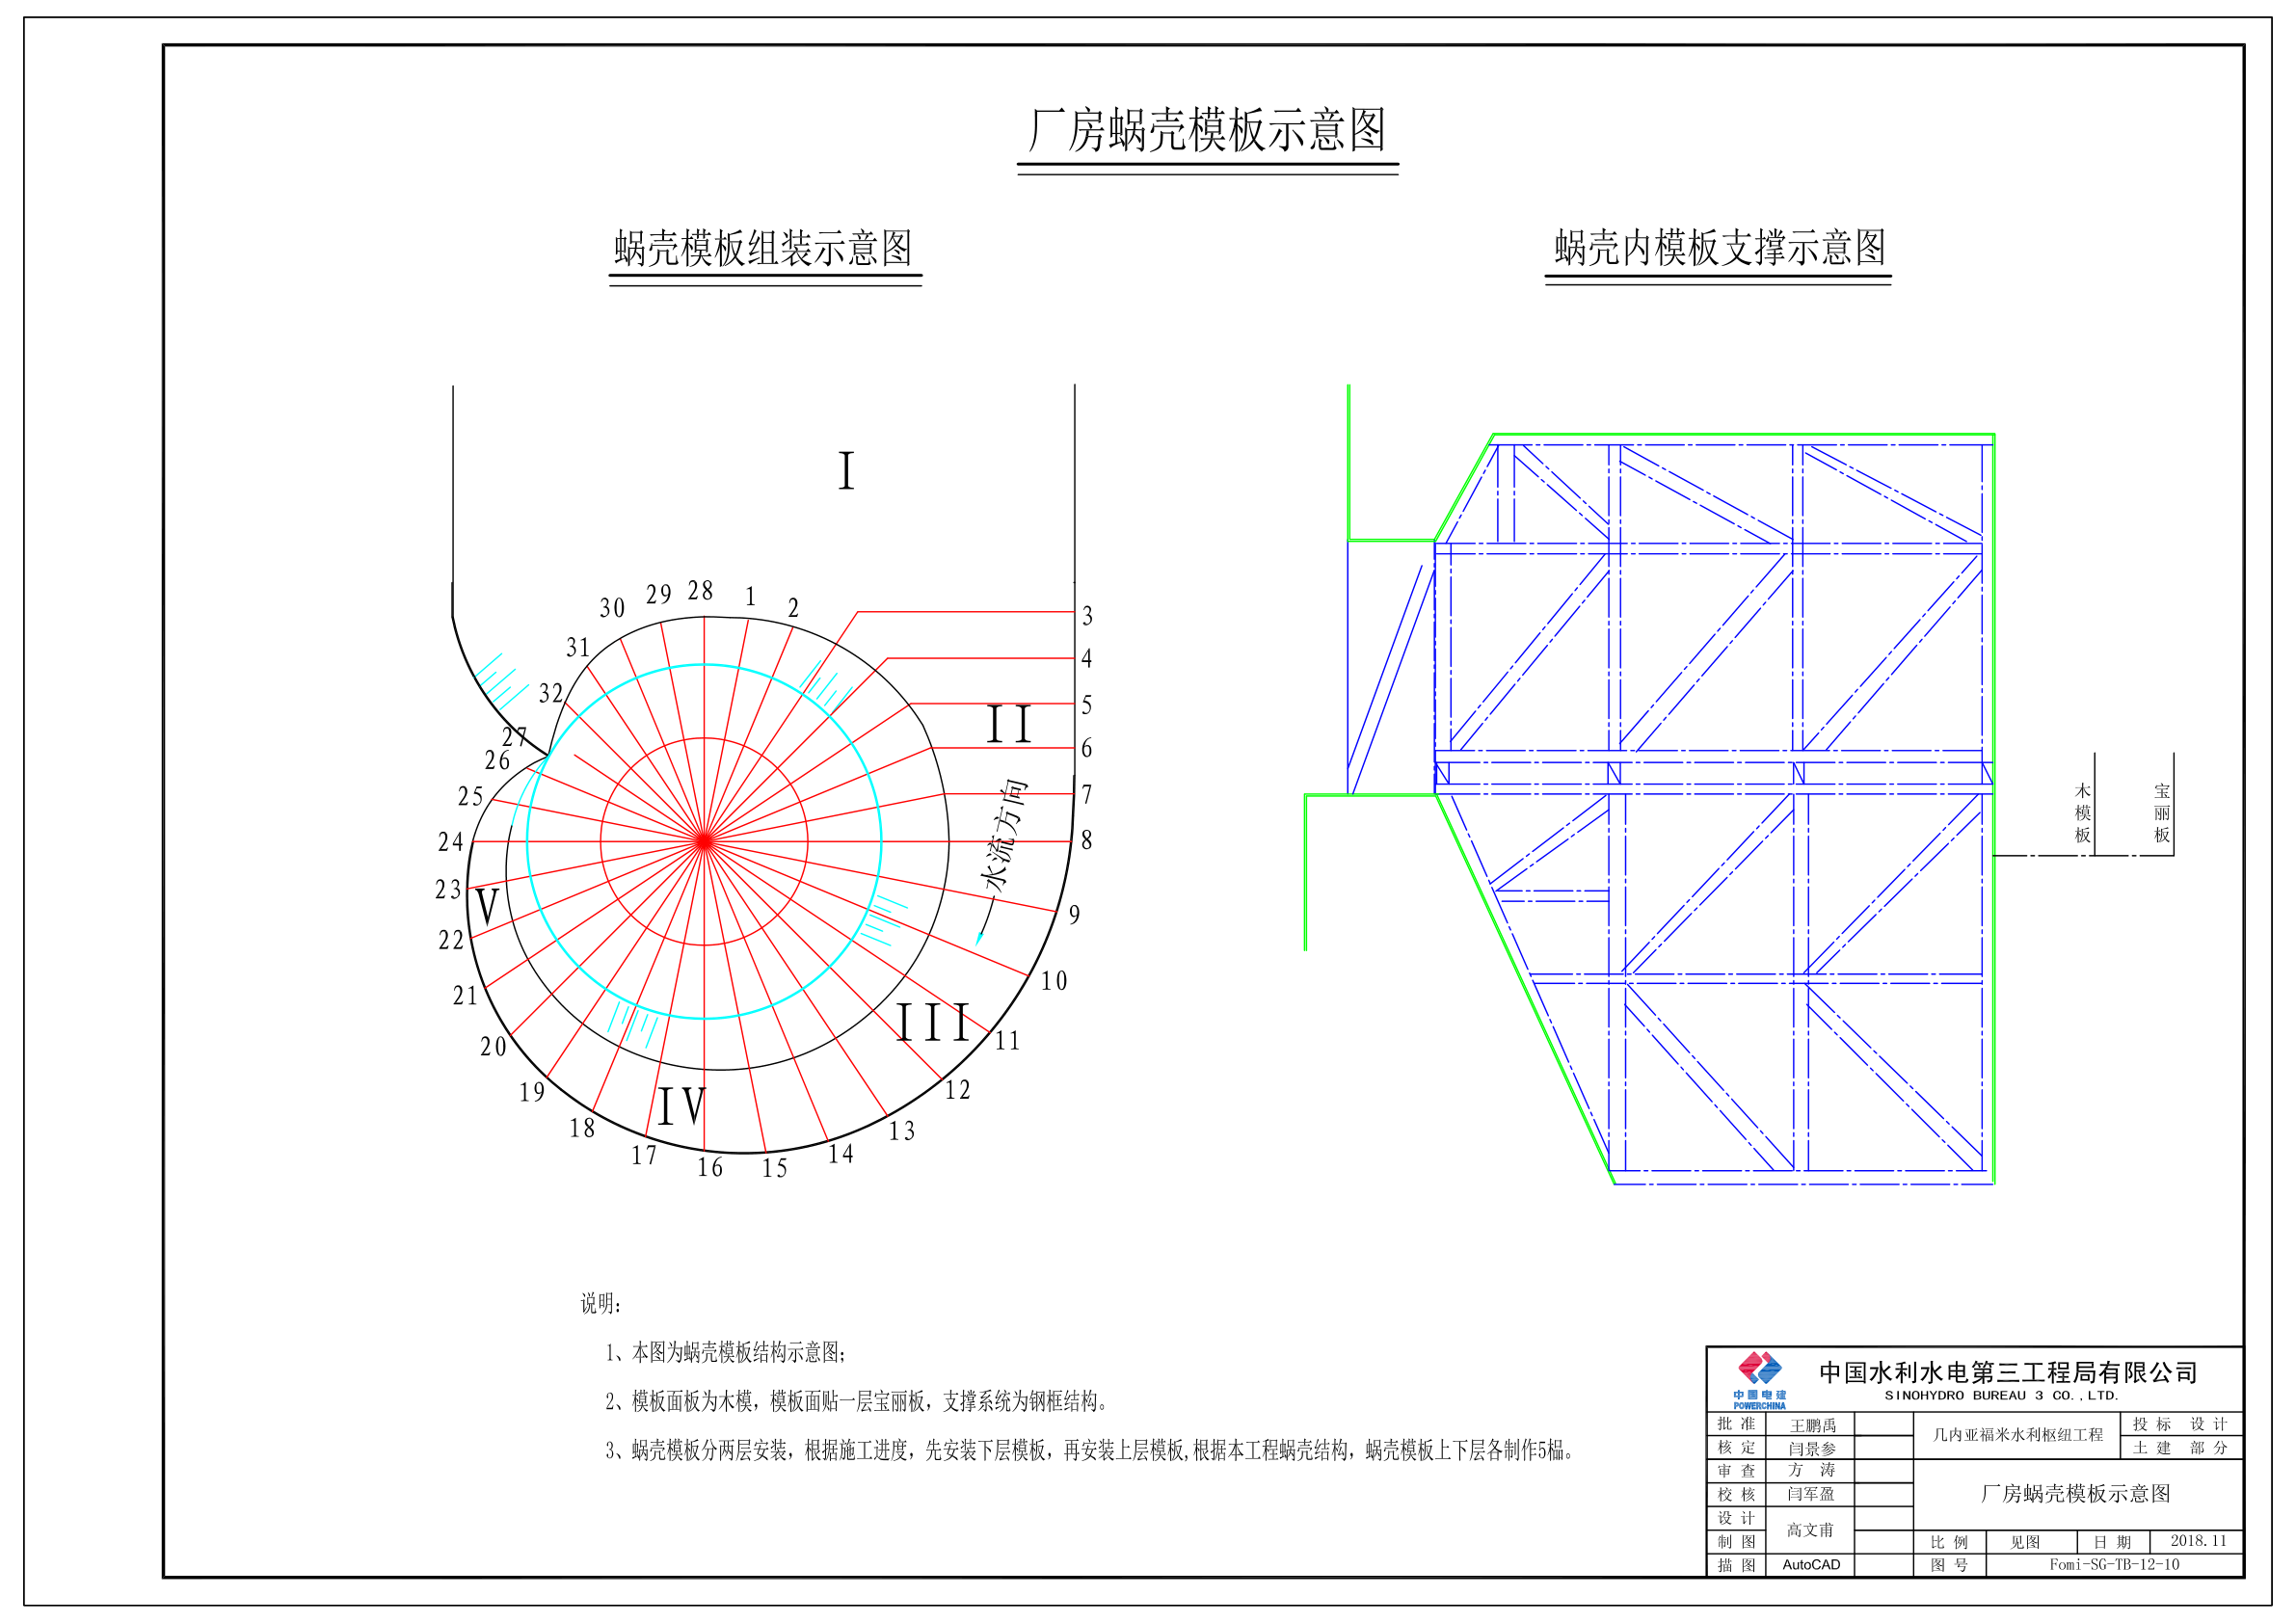 厂房蜗壳模板示意图
蜗壳模板组装示意图
蜗壳内模板支撑示意图
I
28
29
30
31
32
1
2
3
4
5
6
7
8
9
10
11
12
13
14
15
16
17
18
19
20
21
22
23
24
25
26
27
II
III
IV
V
水流方向
木模板
宝丽板
说明:
1、本图为蜗壳模板结构示意图;
2、模板面板为木模，模板面贴一层宝丽板，支撑系统为钢框结构。
3、蜗壳模板分两层安装，根据施工进度，先安装下层模板，再安装上层模板,根据本工程蜗壳结构，蜗壳模板上下层各制作5榀。
中国电建
POWERCHINA
中国水利水电第三工程局有限公司
SINOHYDRO BUREAU 3 CO.,LTD.
批 准 王鹏禹
核 定 闫景参
审 查 方 涛
校 核 闫军盈
设 计
制 图 高文甫
描 图 AutoCAD
几内亚福米水利枢纽工程
投 标 设 计
土 建 部 分
厂房蜗壳模板示意图
比 例 见图 日 期 2018.11
图 号 Fomi-SG-TB-12-10